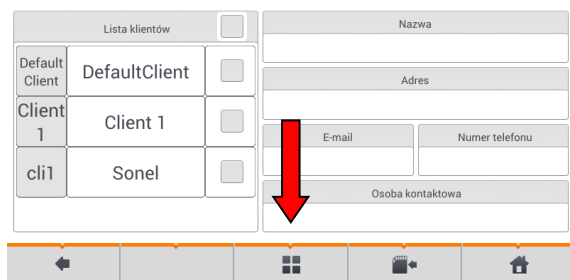 Lista klientów
Default
Client
DefaultClient
Client
1
Client 1
cli1
Sonel
Nazwa
Adres
E-mail
Numer telefonu
Osoba kontaktowa